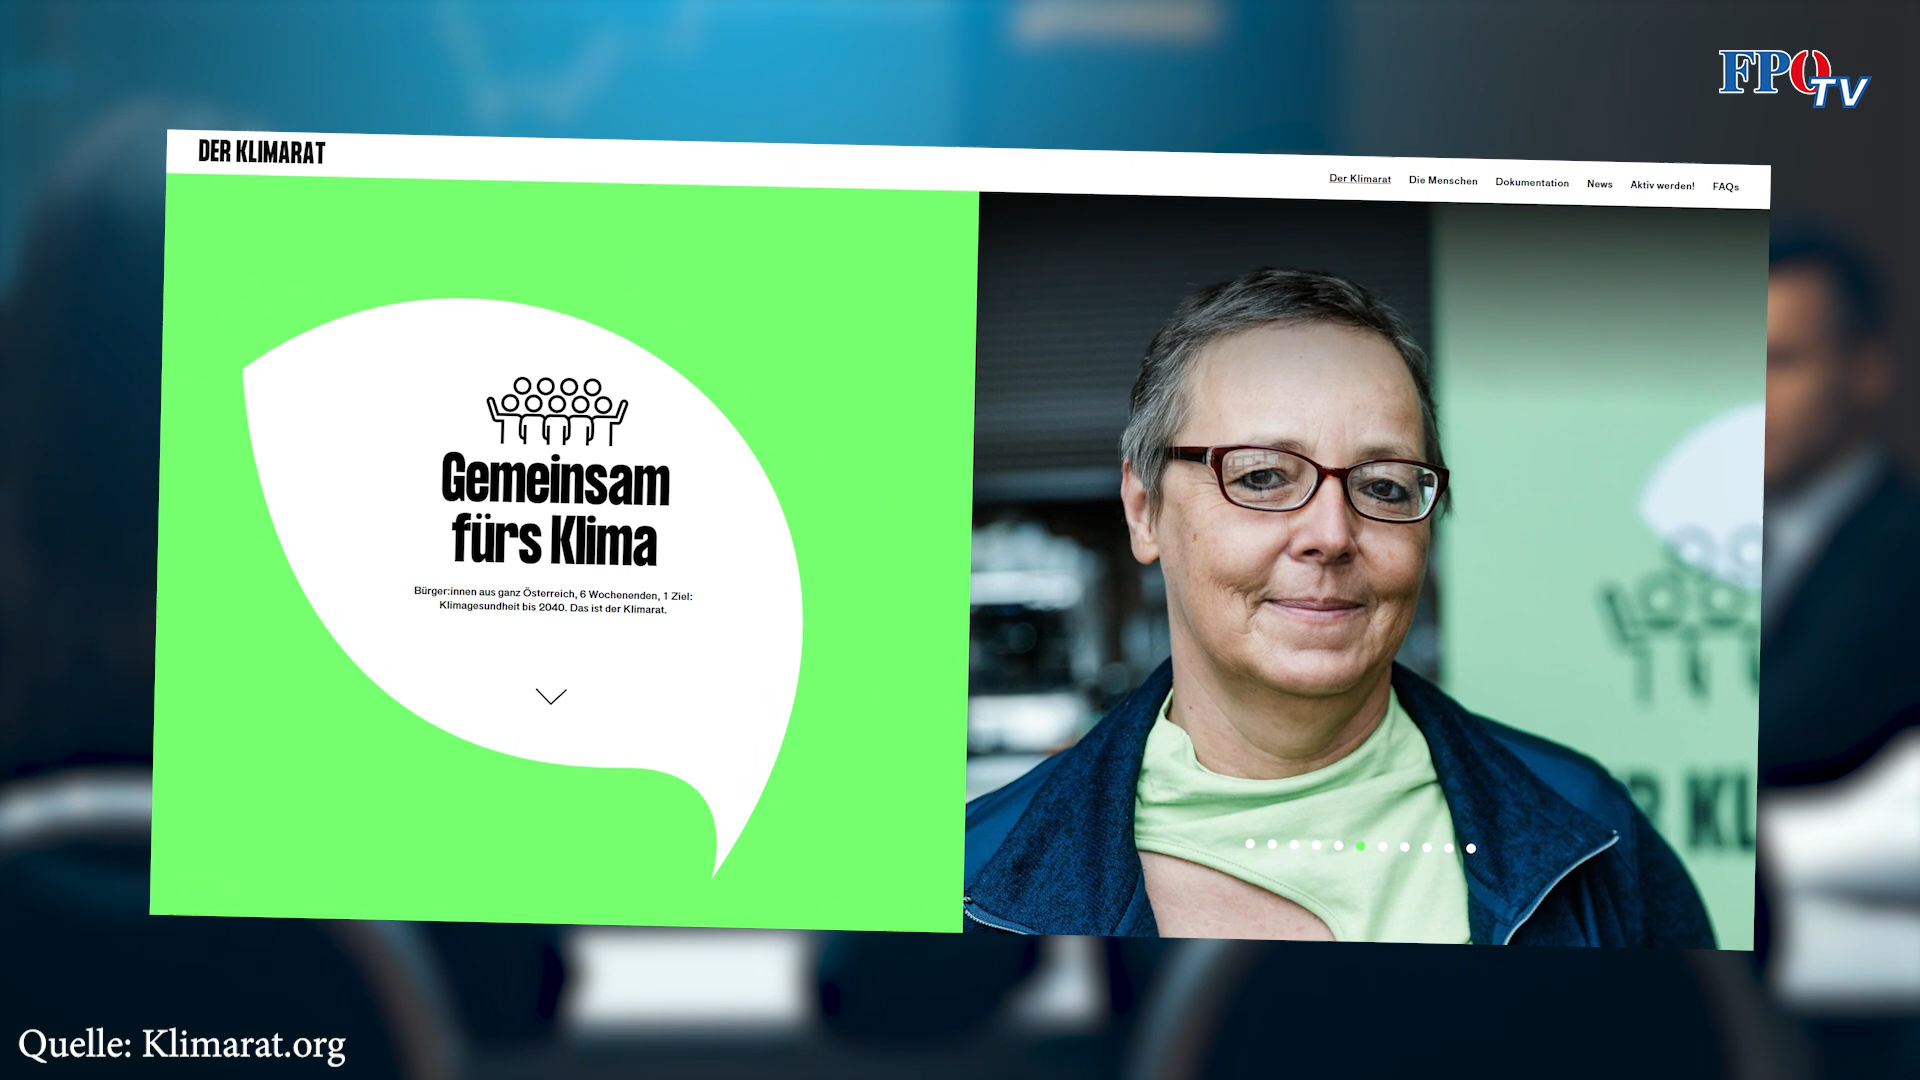 FPÖ TV
DER KLIMARAT
Der Klimarat Die Menschen Dokumentation News Aktiv werden! FAQs
Gemeinsam
fürs Klima
Bürger:innen aus ganz Österreich, 6 Wochenenden, 1 Ziel:
Klimagesundheit bis 2040. Das ist der Klimarat.
R KL
Quelle: Klimarat.org